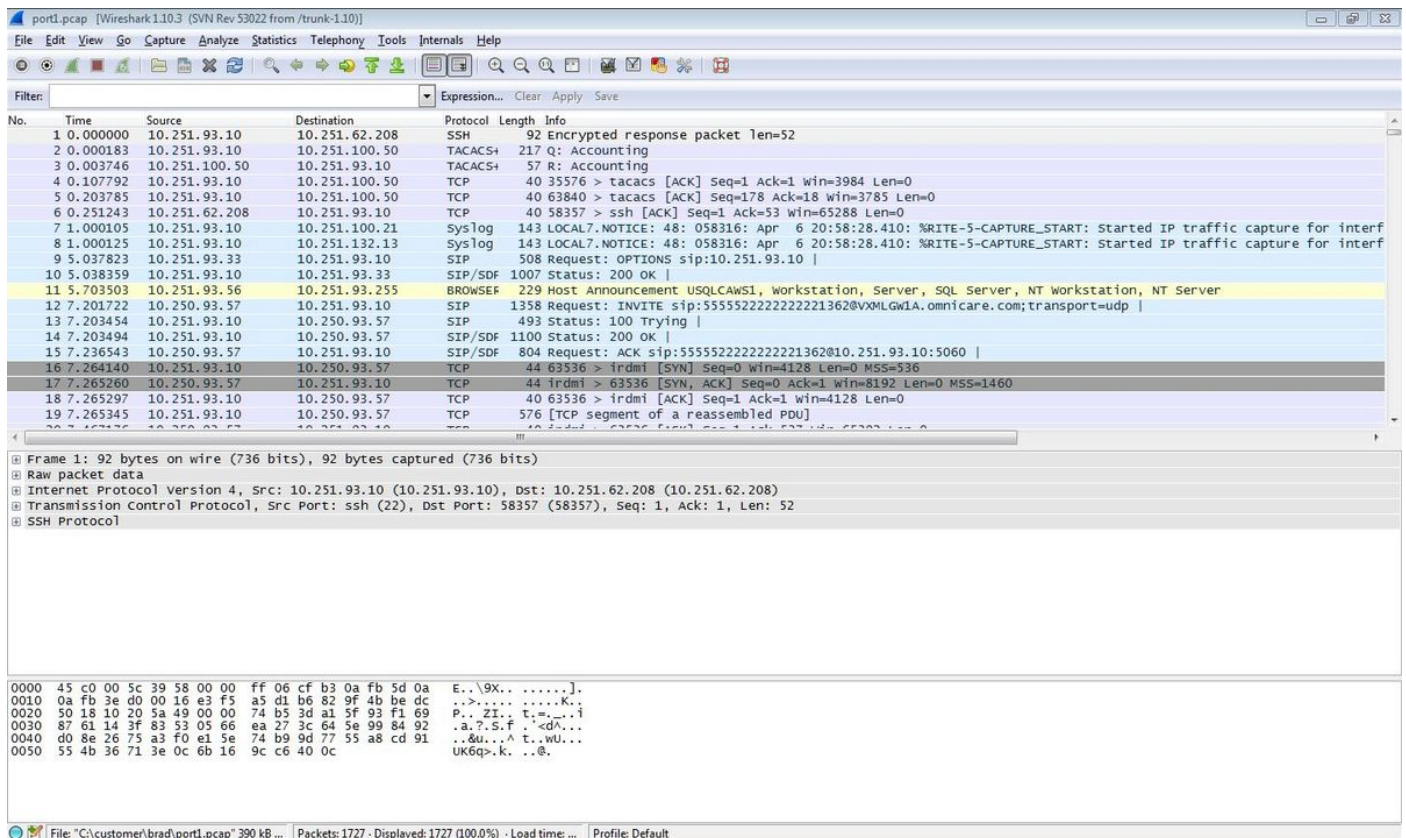 port1.pcap [Wireshark 1.10.3 (SVN Rev 53022 from /trunk-1.10)]
File Edit View Go Capture Analyze Statistics Telephony Tools Internals Help
Filter: Expression... Clear Apply Save
No. Time Source Destination Protocol Length Info
1 0.000000 10.251.93.10 10.251.62.208 SSH 92 Encrypted response packet len=52
2 0.000183 10.251.93.10 10.251.100.50 TACACS+ 217 Q: Accounting
3 0.003746 10.251.100.50 10.251.93.10 TACACS+ 57 R: Accounting
4 0.107792 10.251.93.10 10.251.100.50 TCP 40 35576 > tacacs [ACK] Seq=1 Ack=1 Win=3984 Len=0
5 0.203785 10.251.93.10 10.251.100.50 TCP 40 63840 > tacacs [ACK] Seq=178 Ack=18 Win=3785 Len=0
6 0.251243 10.251.62.208 10.251.93.10 TCP 40 58357 > ssh [ACK] Seq=1 Ack=53 Win=65288 Len=0
7 1.000105 10.251.93.10 10.251.100.21 Syslog 143 LOCAL7.NOTICE: 48: 058316: Apr 6 20:58:28.410: %RITE-5-CAPTURE_START: Started IP traffic capture for interf
8 1.000125 10.251.93.10 10.251.132.13 Syslog 143 LOCAL7.NOTICE: 48: 058316: Apr 6 20:58:28.410: %RITE-5-CAPTURE_START: Started IP traffic capture for interf
9 5.037823 10.251.93.33 10.251.93.10 SIP 508 Request: OPTIONS sip:10.251.93.10 |
10 5.038359 10.251.93.10 10.251.93.33 SIP/SDP 1007 Status: 200 OK |
11 5.703503 10.251.93.56 10.251.93.255 BROWSER 229 Host Announcement USQLCAWS1, Workstation, Server, SQL Server, NT Workstation, NT Server
12 7.201722 10.250.93.57 10.251.93.10 SIP 1358 Request: INVITE sip:5555522222222221362@VXMLGW1A.omnicare.com;transport=udp |
13 7.203454 10.251.93.10 10.250.93.57 SIP 493 Status: 100 Trying |
14 7.203494 10.251.93.10 10.250.93.57 SIP/SDP 1100 Status: 200 OK |
15 7.236543 10.250.93.57 10.251.93.10 SIP/SDP 804 Request: ACK sip:5555522222222221362@10.251.93.10:5060 |
16 7.264140 10.251.93.10 10.250.93.57 TCP 44 63536 > irdmi [SYN] Seq=0 Win=4128 Len=0 MSS=536
17 7.265260 10.250.93.57 10.251.93.10 TCP 44 irdmi > 63536 [SYN, ACK] Seq=0 Ack=1 Win=8192 Len=0 MSS=1460
18 7.265297 10.251.93.10 10.250.93.57 TCP 40 63536 > irdmi [ACK] Seq=1 Ack=1 Win=4128 Len=0
19 7.265345 10.251.93.10 10.250.93.57 TCP 576 [TCP segment of a reassembled PDU]
Frame 1: 92 bytes on wire (736 bits), 92 bytes captured (736 bits)
Raw packet data
Internet Protocol Version 4, Src: 10.251.93.10 (10.251.93.10), Dst: 10.251.62.208 (10.251.62.208)
Transmission Control Protocol, Src Port: ssh (22), Dst Port: 58357 (58357), Seq: 1, Ack: 1, Len: 52
SSH Protocol
0000 45 c0 00 5c 39 58 00 00 ff 06 cf b3 0a fb 5d 0a E..\9X.. ......].
0010 0a fb 3e d0 00 16 e3 f5 a5 d1 b6 82 9f 4b be dc ..>..... .....K..
0020 50 18 10 20 5a 49 00 00 74 b5 3d a1 5f 93 f1 69 P.. ZI.. t.=._..i
0030 87 61 14 3f 83 53 05 66 ea 27 3c 64 5e 99 84 92 .a.?.S.f .'<d^...
0040 d0 8e 26 75 a3 f0 e1 5e 74 b9 9d 77 55 a8 cd 91 ..&u...^ t..wU...
0050 55 4b 36 71 3e 0c 6b 16 9c c6 40 0c UK6q>.k. ..@.
File: "C:\customer\brad\port1.pcap" 390 kB ... Packets: 1727 · Displayed: 1727 (100.0%) · Load time: ... Profile: Default